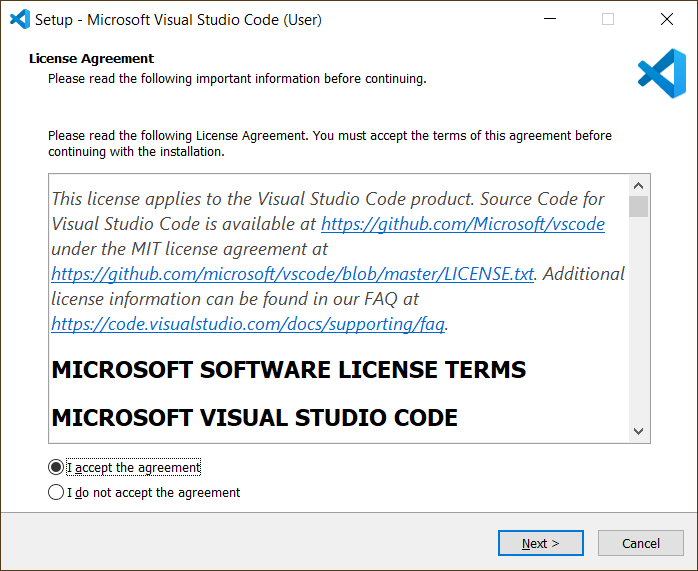 Setup - Microsoft Visual Studio Code (User)
License Agreement
Please read the following important information before continuing.
Please read the following License Agreement. You must accept the terms of this agreement before
continuing with the installation.
This license applies to the Visual Studio Code product. Source Code for
Visual Studio Code is available at https://github.com/Microsoft/vscode
under the MIT license agreement at
https://github.com/microsoft/vscode/blob/master/LICENSE.txt. Additional
license information can be found in our FAQ at
https://code.visualstudio.com/docs/supporting/faq.
MICROSOFT SOFTWARE LICENSE TERMS
MICROSOFT VISUAL STUDIO CODE
I accept the agreement
I do not accept the agreement
Next >
Cancel